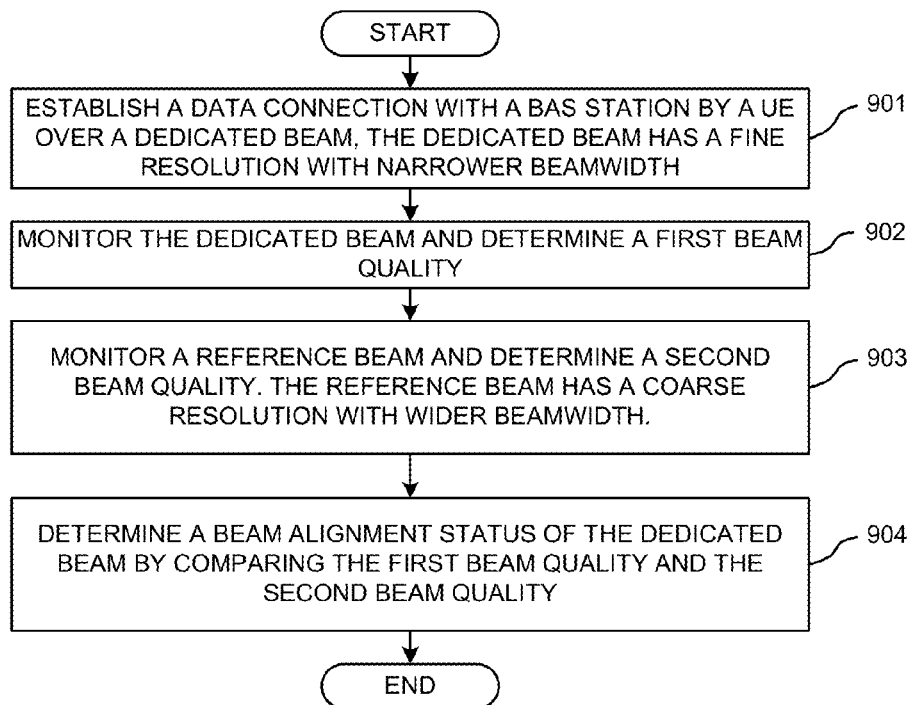 START
ESTABLISH A DATA CONNECTION WITH A BAS STATION BY A UE
OVER A DEDICATED BEAM, THE DEDICATED BEAM HAS A FINE
RESOLUTION WITH NARROWER BEAMWIDTH
901
MONITOR THE DEDICATED BEAM AND DETERMINE A FIRST BEAM
QUALITY
902
MONITOR A REFERENCE BEAM AND DETERMINE A SECOND
BEAM QUALITY. THE REFERENCE BEAM HAS A COARSE
RESOLUTION WITH WIDER BEAMWIDTH.
903
DETERMINE A BEAM ALIGNMENT STATUS OF THE DEDICATED
BEAM BY COMPARING THE FIRST BEAM QUALITY AND THE
SECOND BEAM QUALITY
904
END